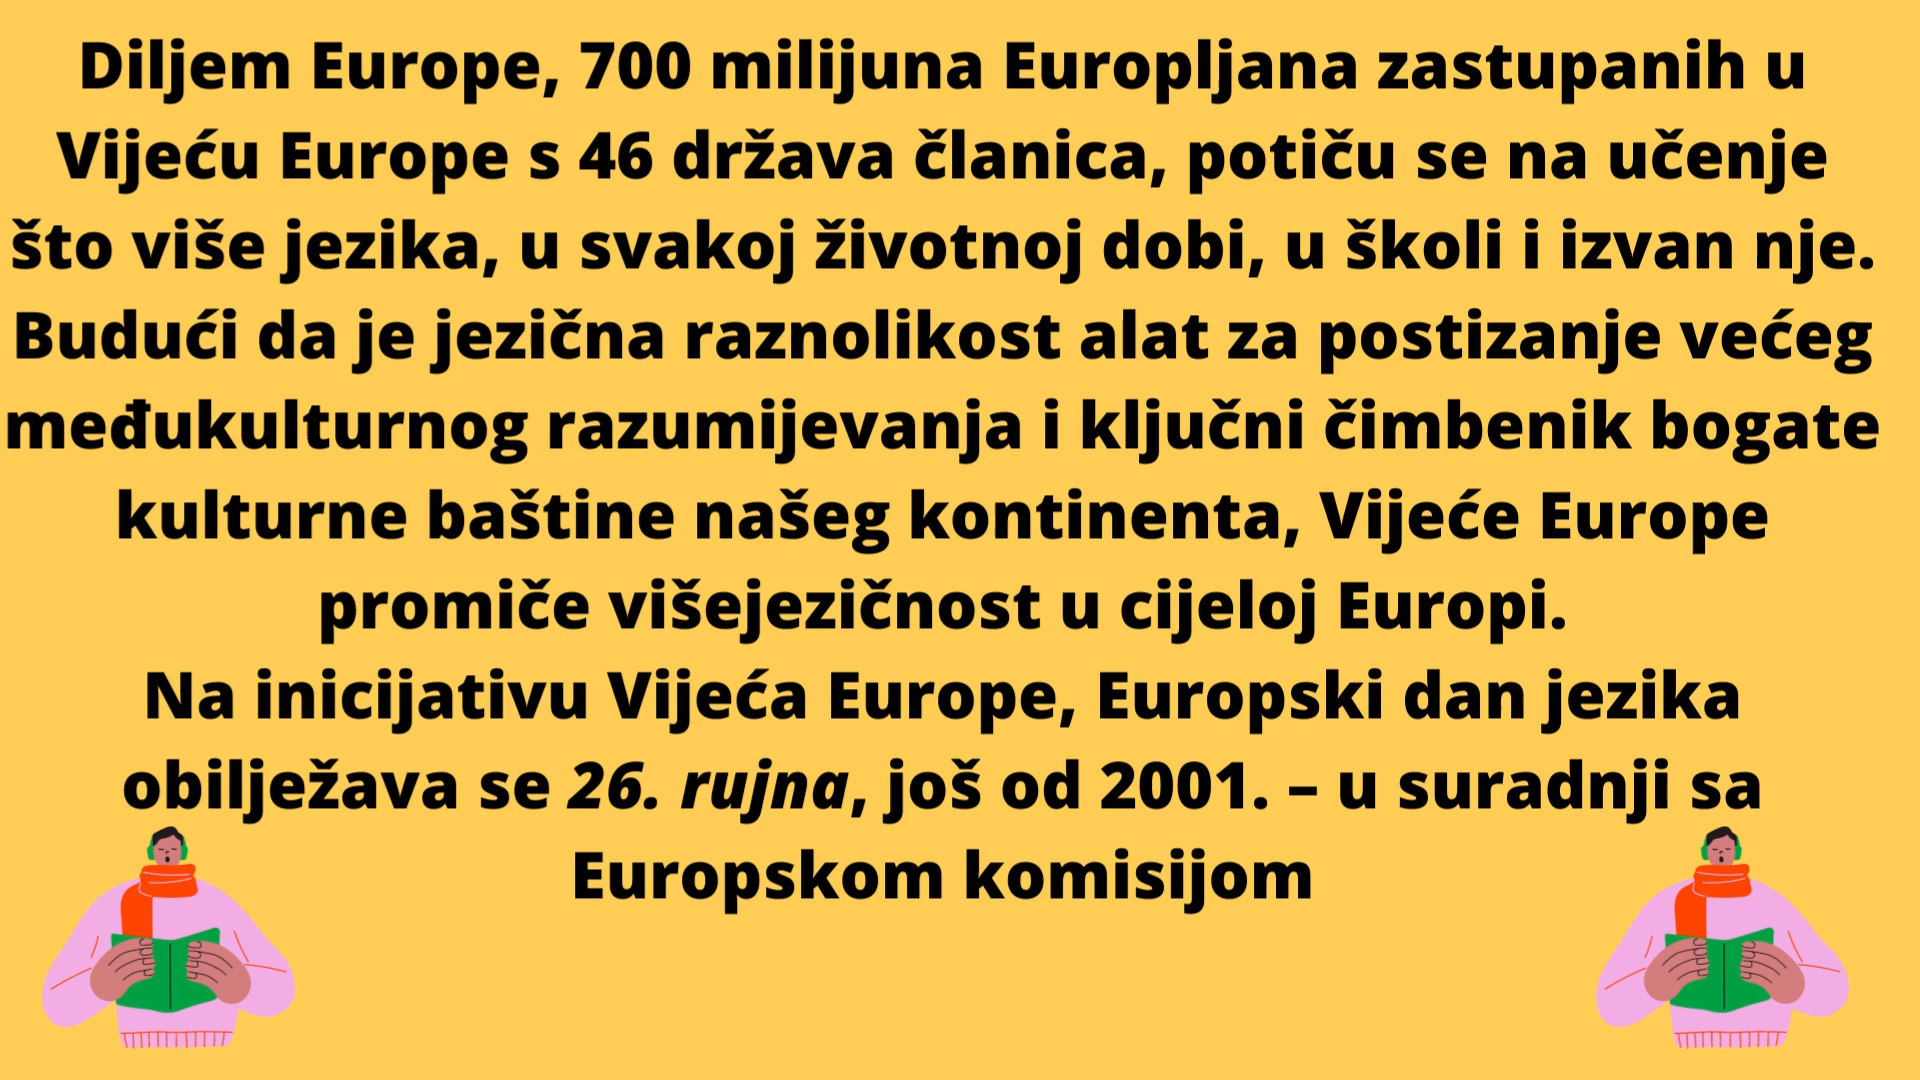 Diljem Europe, 700 milijuna Europljana zastupanih u
Vijeću Europe s 46 država članica, potiču se na učenje
što više jezika, u svakoj životnoj dobi, u školi i izvan nje.
Budući da je jezična raznolikost alat za postizanje većeg
međukulturnog razumijevanja i ključni čimbenik bogate
kulturne baštine našeg kontinenta, Vijeće Europe
promiče višejezičnost u cijeloj Europi.
Na inicijativu Vijeća Europe, Europski dan jezika
obilježava se 26. rujna, još od 2001. – u suradnji sa
Europskom komisijom